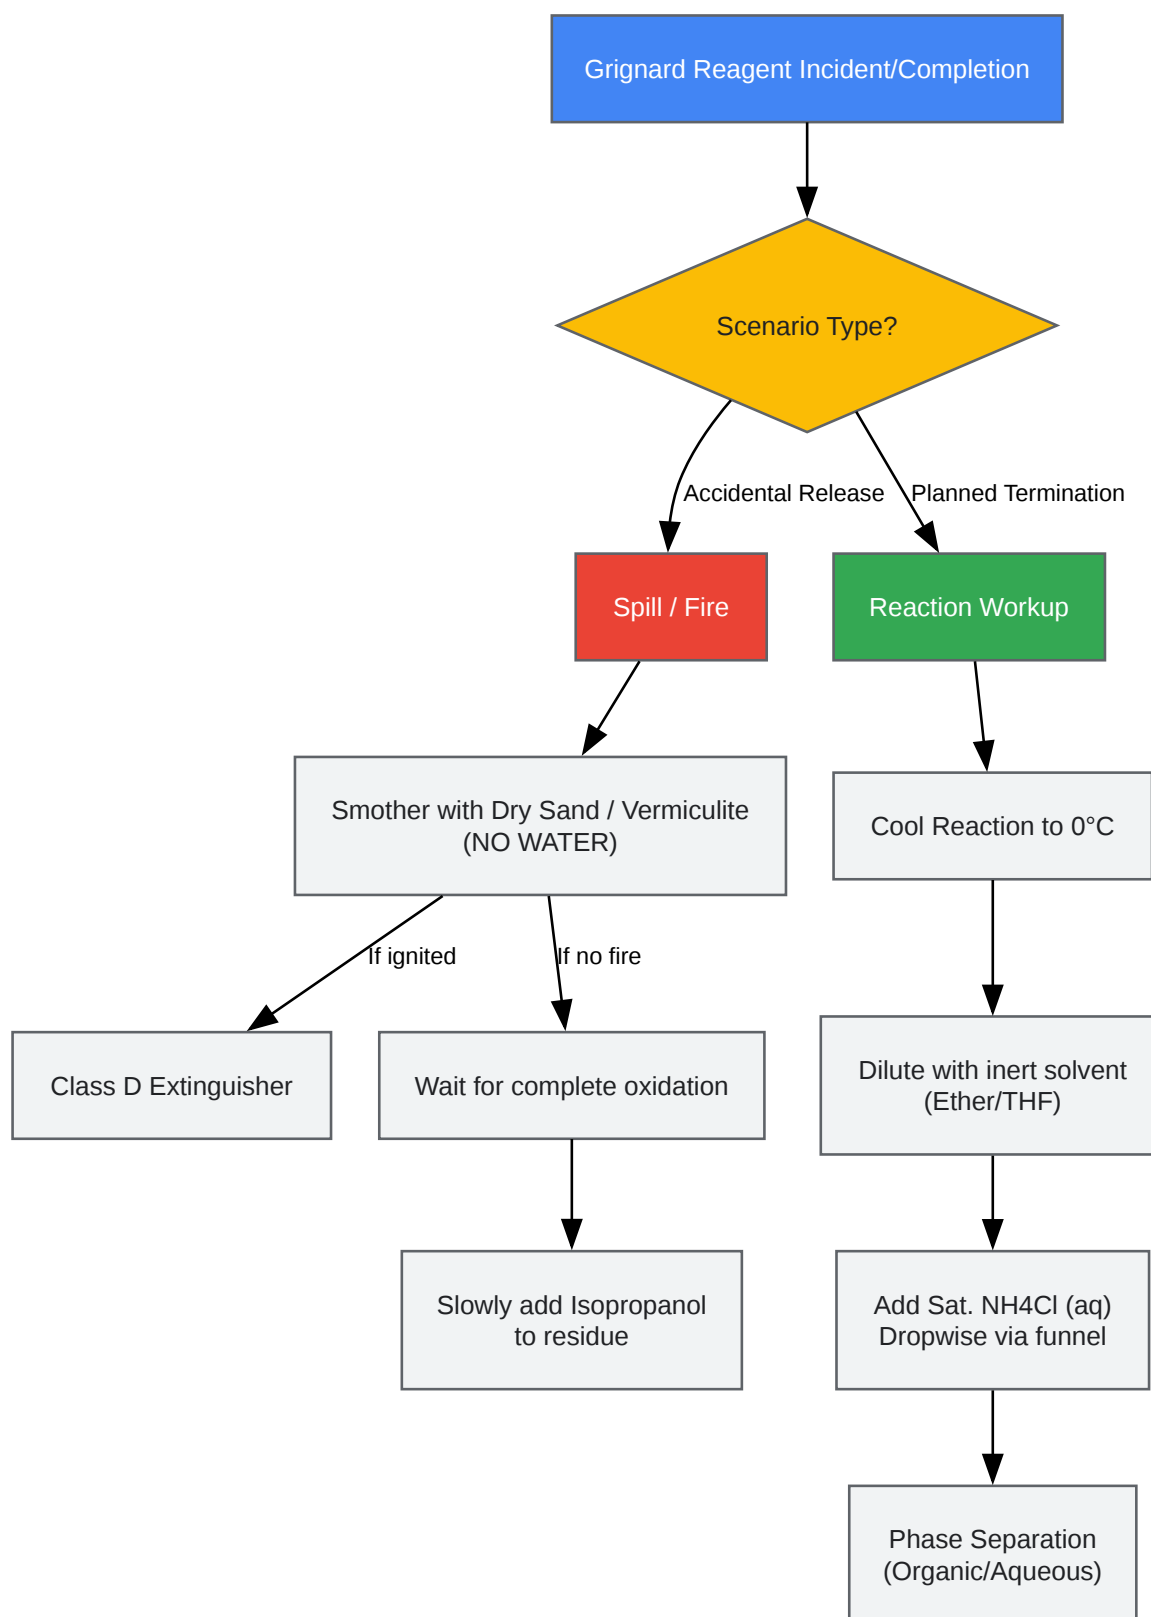 Grignard Reagent Incident/Completion
Scenario Type?
Accidental Release
Planned Termination
Spill / Fire
Reaction Workup
Smother with Dry Sand / Vermiculite
(NO WATER)
Cool Reaction to 0°C
If ignited
If no fire
Class D Extinguisher
Wait for complete oxidation
Dilute with inert solvent
(Ether/THF)
Slowly add Isopropanol
to residue
Add Sat. NH4Cl (aq)
Dropwise via funnel
Phase Separation
(Organic/Aqueous)